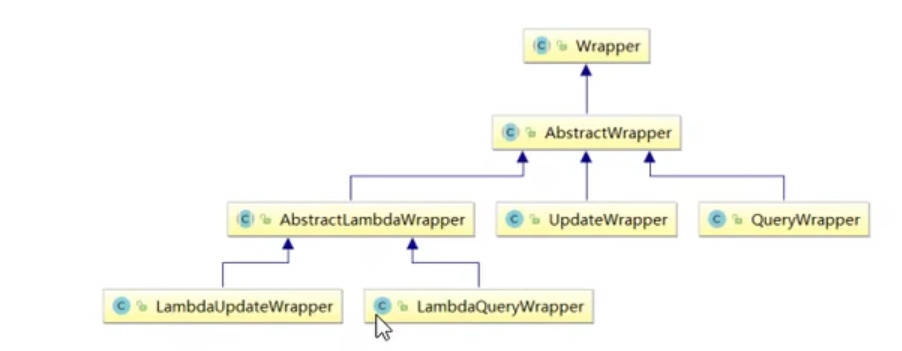 Wrapper
AbstractWrapper
AbstractLambdaWrapper
UpdateWrapper
QueryWrapper
LambdaUpdateWrapper
LambdaQueryWrapper